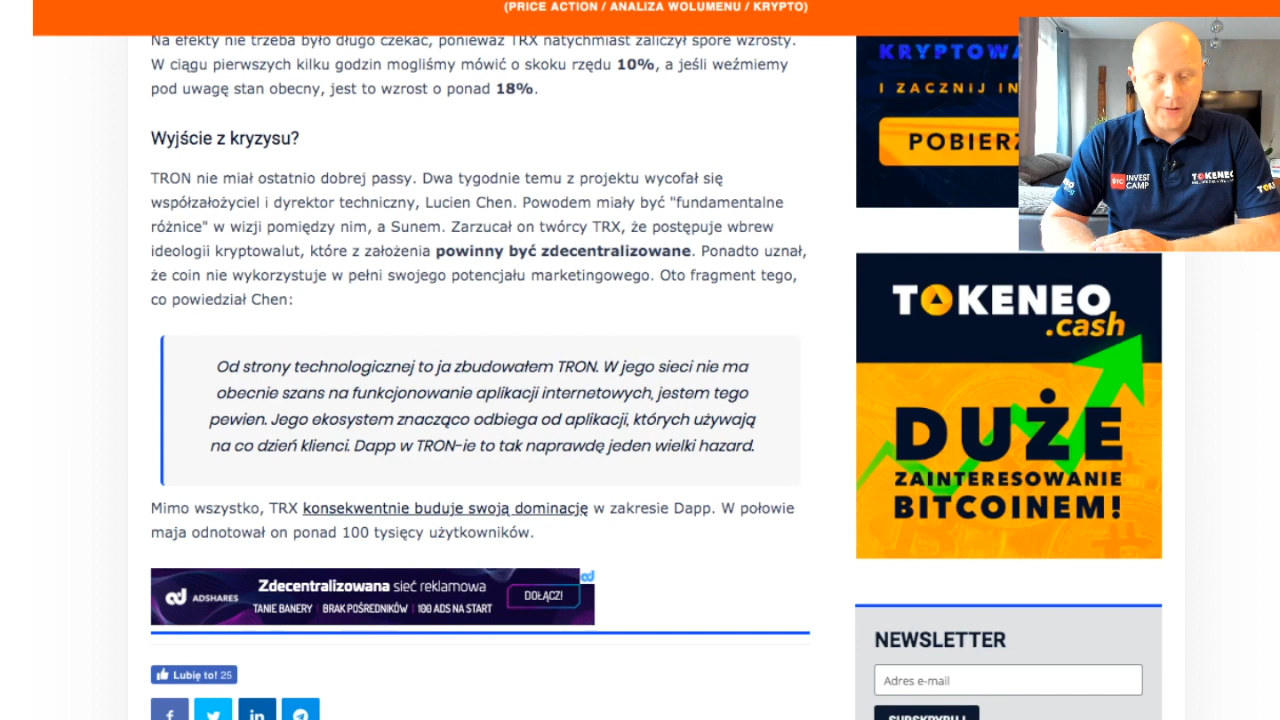 (PRICE ACTION / ANALIZA WOLUMENU / KRYPTO)
Na efekty nie trzeba było długo czekać, ponieważ TRX natychmiast zaliczył spore wzrosty.
W ciągu pierwszych kilku godzin mogliśmy mówić o skoku rzędu 10%, a jeśli weźmiemy
pod uwagę stan obecny, jest to wzrost o ponad 18%.
Wyjście z kryzysu?
TRON nie miał ostatnio dobrej passy. Dwa tygodnie temu z projektu wycofał się
współzałożyciel i dyrektor techniczny, Lucien Chen. Powodem miały być "fundamentalne
różnice" w wizji pomiędzy nim, a Sunem. Zarzucał on twórcy TRX, że postępuje wbrew
ideologii kryptowalut, które z założenia powinny być zdecentralizowane. Ponadto uznał,
że coin nie wykorzystuje w pełni swojego potencjału marketingowego. Oto fragment tego,
co powiedział Chen:
Od strony technologicznej to ja zbudowałem TRON. W jego sieci nie ma
obecnie szans na funkcjonowanie aplikacji internetowych, jestem tego
pewien. Jego ekosystem znacząco odbiega od aplikacji, których używają
na co dzień klienci. Dapp w TRON-ie to tak naprawdę jeden wielki hazard.
Mimo wszystko, TRX konsekwentnie buduje swoją dominację w zakresie Dapp. W połowie
maja odnotował on ponad 100 tysięcy użytkowników.
ADSHARES
Zdecentralizowana sieć reklamowa
TANIE BANERY | BRAK POŚREDNIKÓW | 100 ADS NA START
DOŁĄCZ!
Lubię to! 25
KRYPTOWA
I ZACZNIJ IN
POBIERZ
INVEST
CAMP
TOKENEO
TOKENEO
.cash
DUŻE
ZAINTERESOWANIE
BITCOINEM!
NEWSLETTER
Adres e-mail
SUBSKRYBUJ